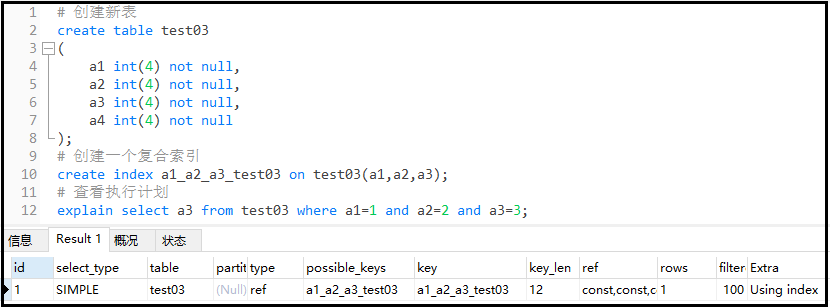 1 # 创建新表
2 create table test03
3 (
4 a1 int(4) not null,
5 a2 int(4) not null,
6 a3 int(4) not null,
7 a4 int(4) not null
8 );
9 # 创建一个复合索引
10 create index a1_a2_a3_test03 on test03(a1,a2,a3);
11 # 查看执行计划
12 explain select a3 from test03 where a1=1 and a2=2 and a3=3;
信息 Result 1 概况 状态
id select_type table partit type possible_keys key key_len ref rows filter Extra
1 SIMPLE test03 (Null) ref a1_a2_a3_test03 a1_a2_a3_test03 12 const,const,c 1 100 Using index